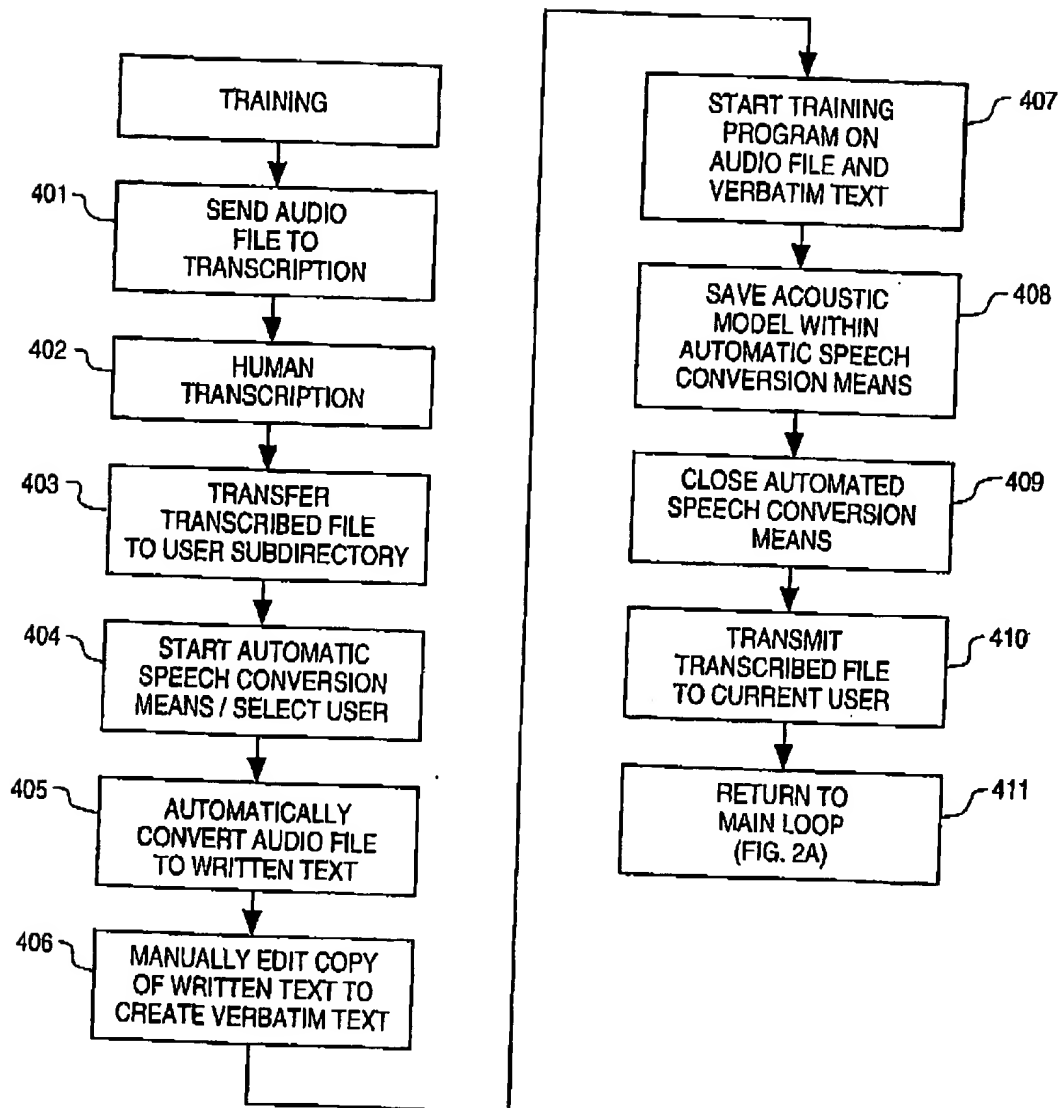 TRAINING
401
SEND AUDIO
FILE TO
TRANSCRIPTION
402
HUMAN
TRANSCRIPTION
403
TRANSFER
TRANSCRIBED FILE
TO USER SUBDIRECTORY
404
START AUTOMATIC
SPEECH CONVERSION
MEANS / SELECT USER
405
AUTOMATICALLY
CONVERT AUDIO FILE
TO WRITTEN TEXT
406
MANUALLY EDIT COPY
OF WRITTEN TEXT TO
CREATE VERBATIM TEXT
START TRAINING
PROGRAM ON
AUDIO FILE AND
VERBATIM TEXT
407
SAVE ACOUSTIC
MODEL WITHIN
AUTOMATIC SPEECH
CONVERSION MEANS
408
CLOSE AUTOMATED
SPEECH CONVERSION
MEANS
409
TRANSMIT
TRANSCRIBED FILE
TO CURRENT USER
410
RETURN TO
MAIN LOOP
(FIG. 2A)
411